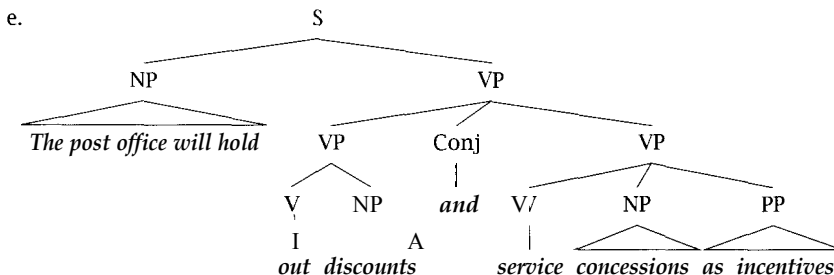 e.
S
NP VP
The post office will hold VP Conj VP
V NP and V/ NP PP
I A
out discounts service concessions as incentives